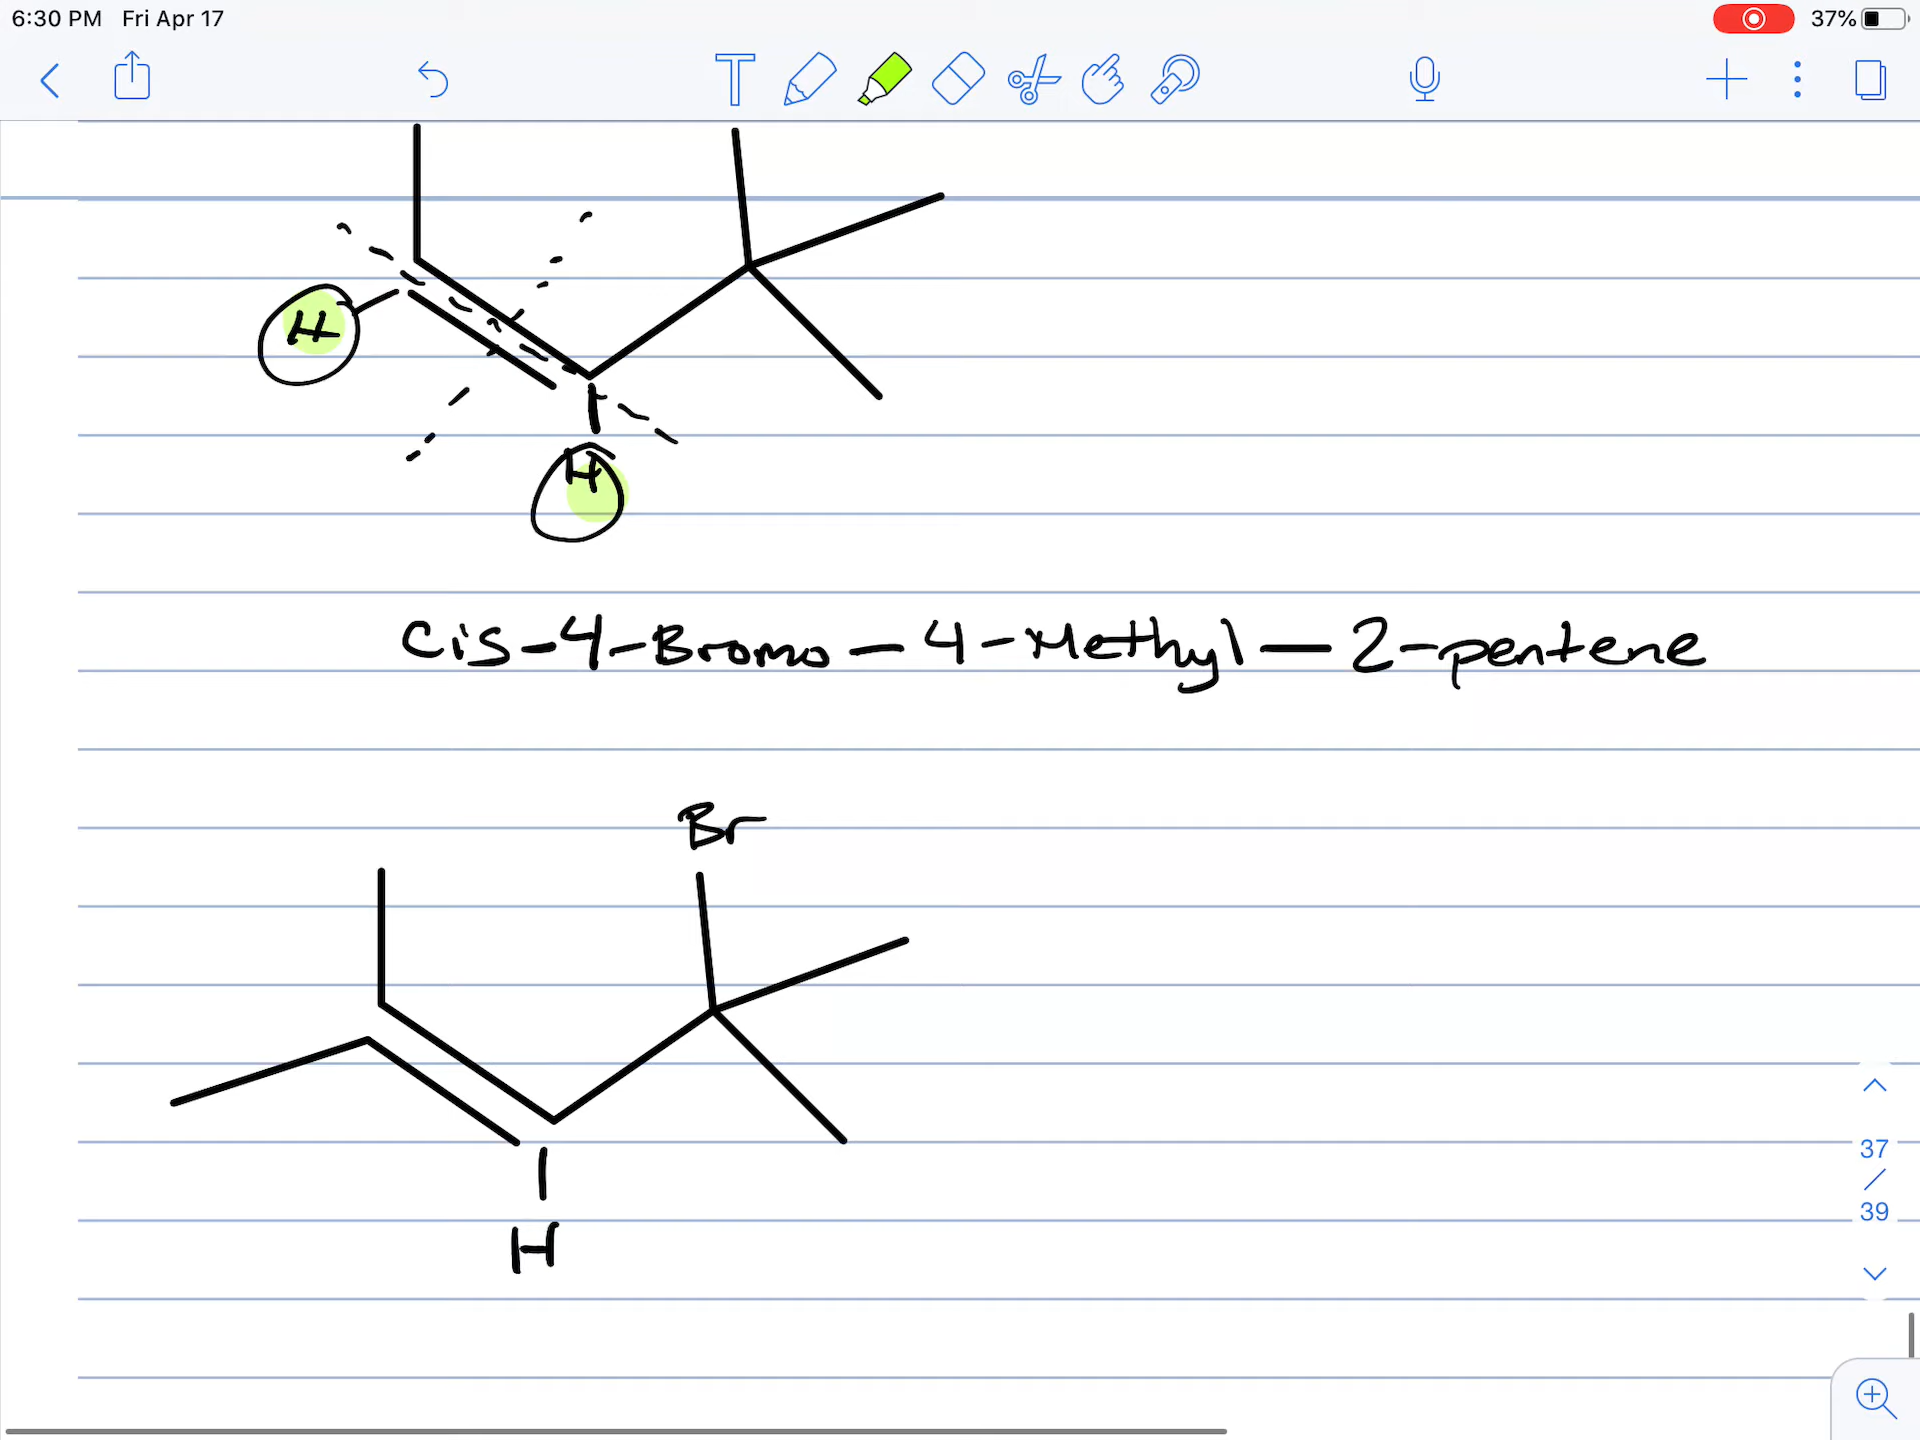 6:30 PM Fri Apr 17
37%
H
H
Cis-4-Bromo-4-Methyl-2-pentene
Br
H
37
/
39